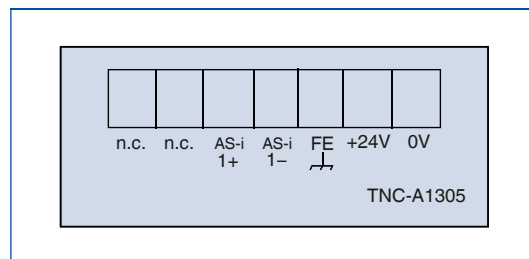 n.c. n.c. AS-i AS-i FE +24V 0V
1+ 1–
TNC-A1305